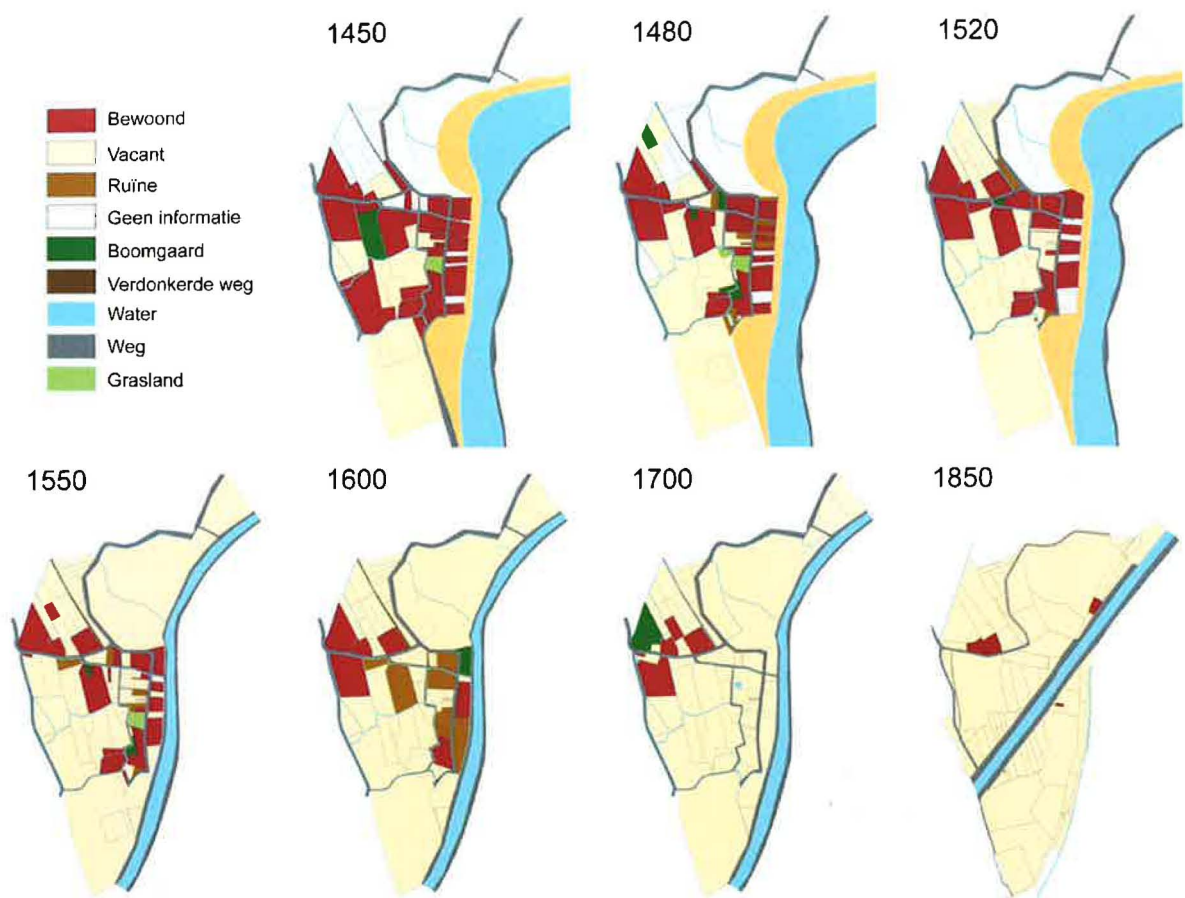 1450
1480
1520
Bewoond
Vacant
Ruïne
Geen informatie
Boomgaard
Verdonkerde weg
Water
Weg
Grasland
1550
1600
1700
1850